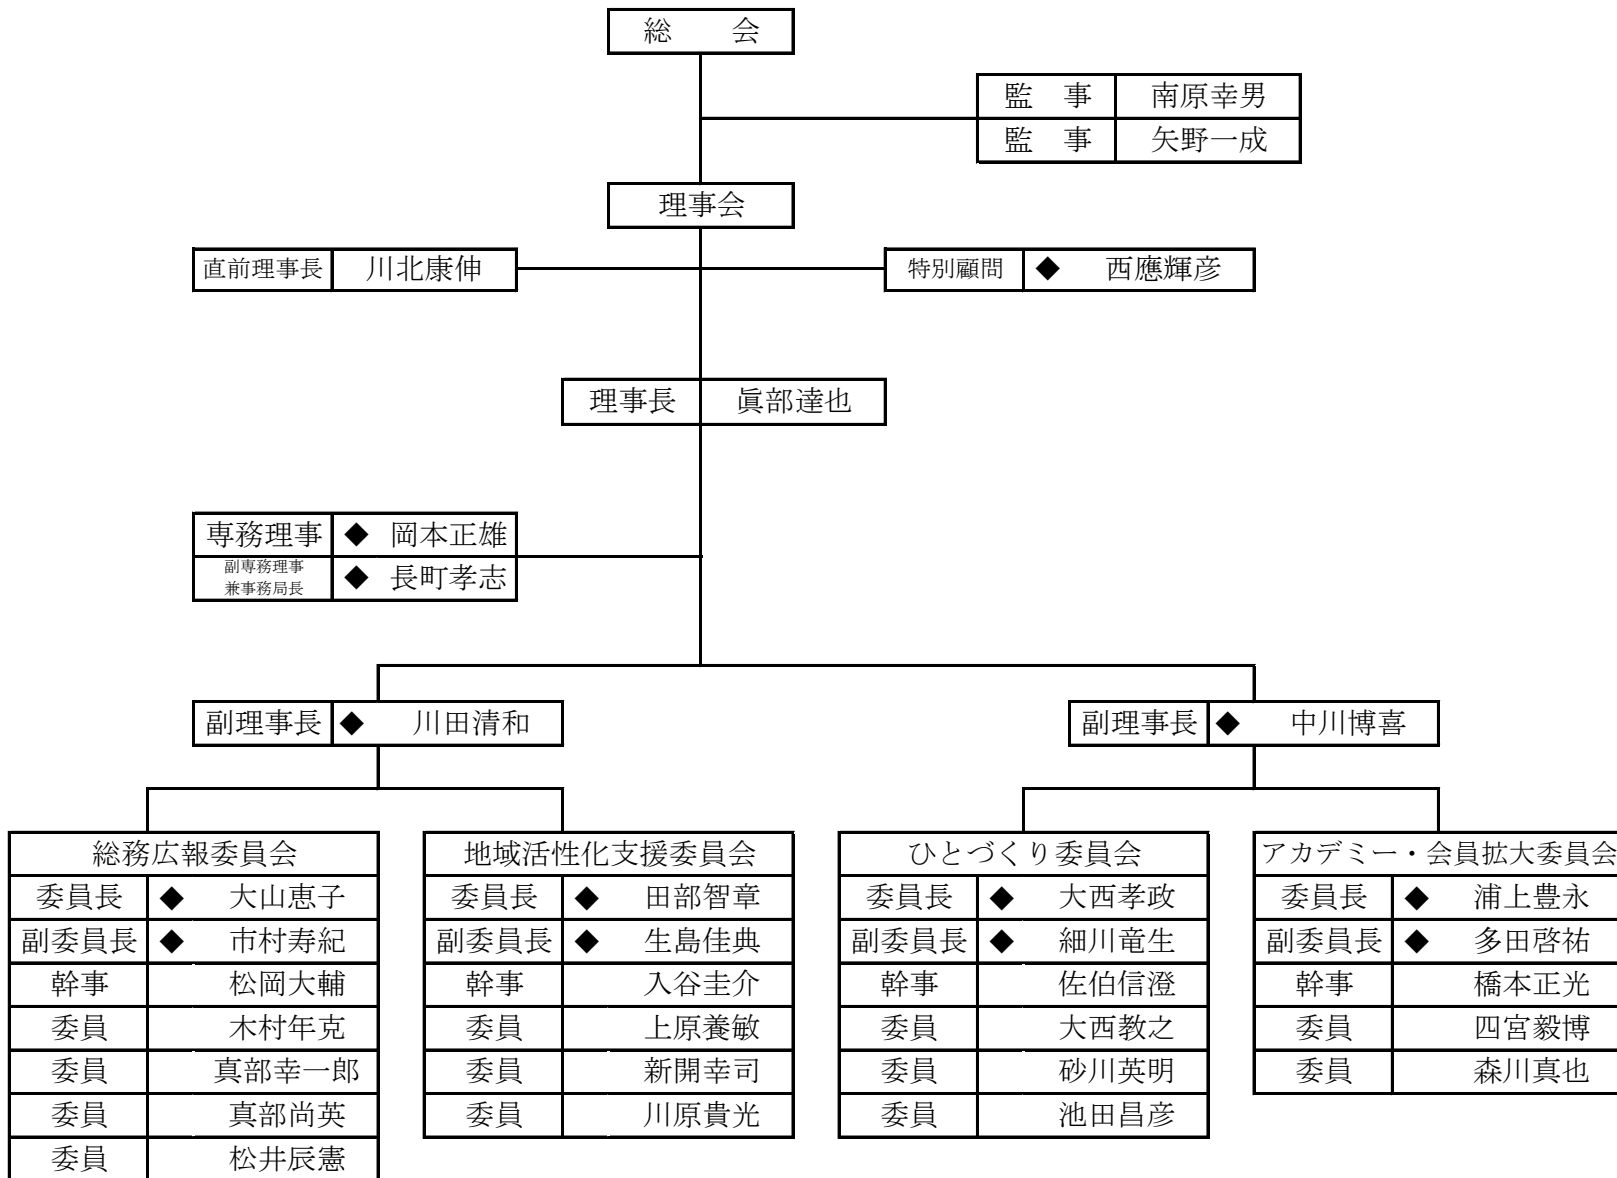 総　　会
監　事　南原幸男
監　事　矢野一成
理事会
直前理事長　川北康伸
特別顧問　◆　西應輝彦
理事長　眞部達也
専務理事　◆　岡本正雄
副専務理事
兼事務局長　◆　長町孝志
副理事長　◆　川田清和
副理事長　◆　中川博喜
総務広報委員会
委員長　◆　大山恵子
副委員長　◆　市村寿紀
幹事　松岡大輔
委員　木村年克
委員　真部幸一郎
委員　真部尚英
委員　松井辰憲
地域活性化支援委員会
委員長　◆　田部智章
副委員長　◆　生島佳典
幹事　入谷圭介
委員　上原養敏
委員　新開幸司
委員　川原貴光
ひとづくり委員会
委員長　◆　大西孝政
副委員長　◆　細川竜生
幹事　佐伯信澄
委員　大西教之
委員　砂川英明
委員　池田昌彦
アカデミー・会員拡大委員会
委員長　◆　浦上豊永
副委員長　◆　多田啓祐
幹事　橋本正光
委員　四宮毅博
委員　森川真也